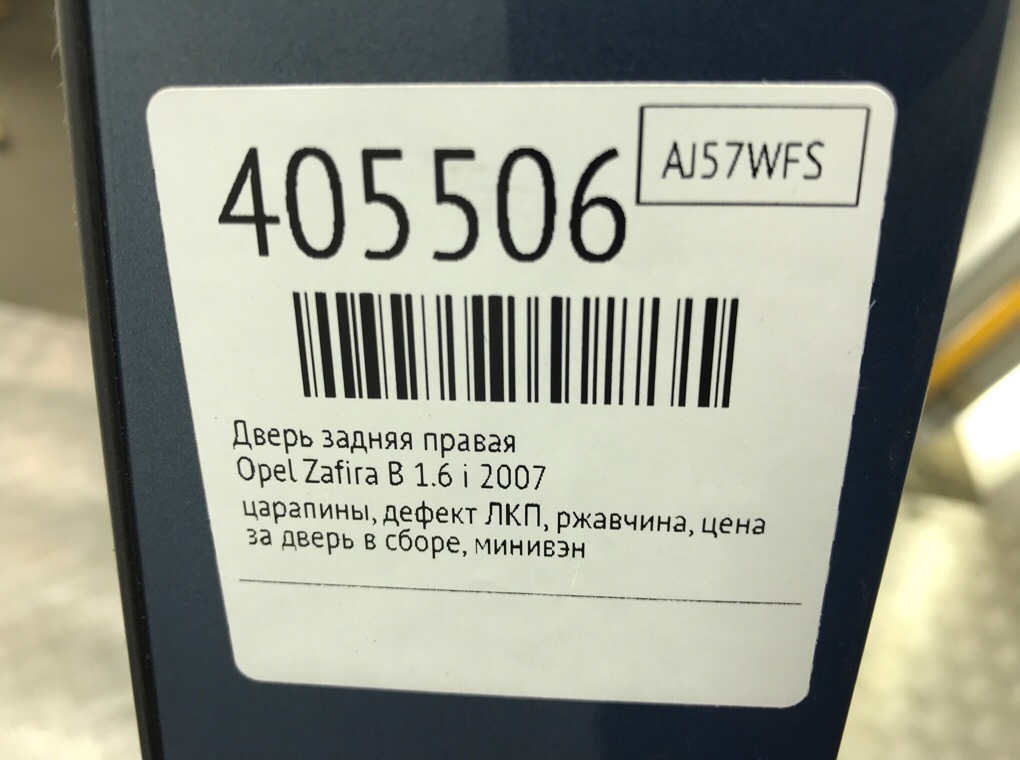 405506
AJ57WFS
Дверь задняя правая
Opel Zafira B 1.6 i 2007
царапины, дефект ЛКП, ржавчина, цена
за дверь в сборе, минивэн